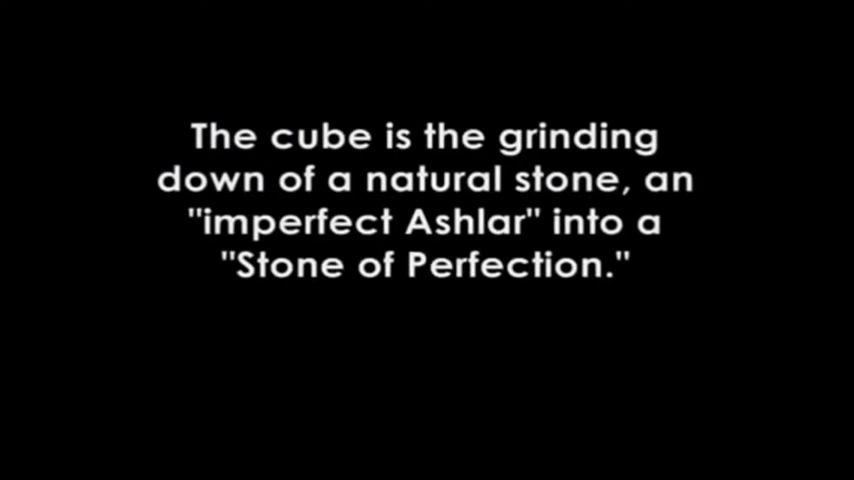 The cube is the grinding
down of a natural stone, an
"imperfect Ashlar" into a
"Stone of Perfection."